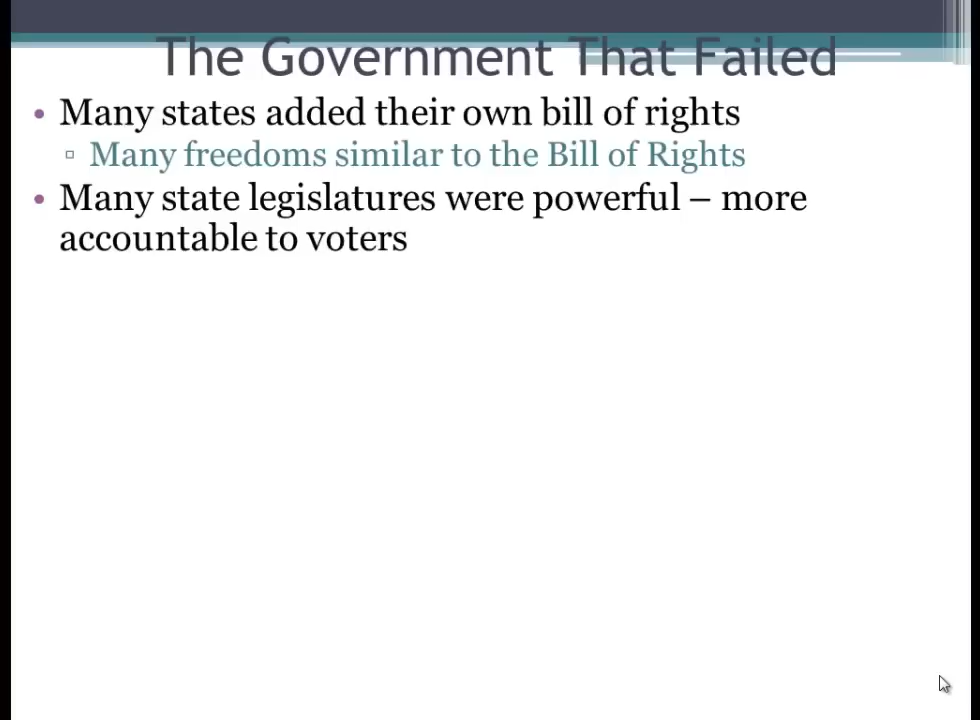 The Government That Failed
• Many states added their own bill of rights
▫ Many freedoms similar to the Bill of Rights
• Many state legislatures were powerful – more
accountable to voters